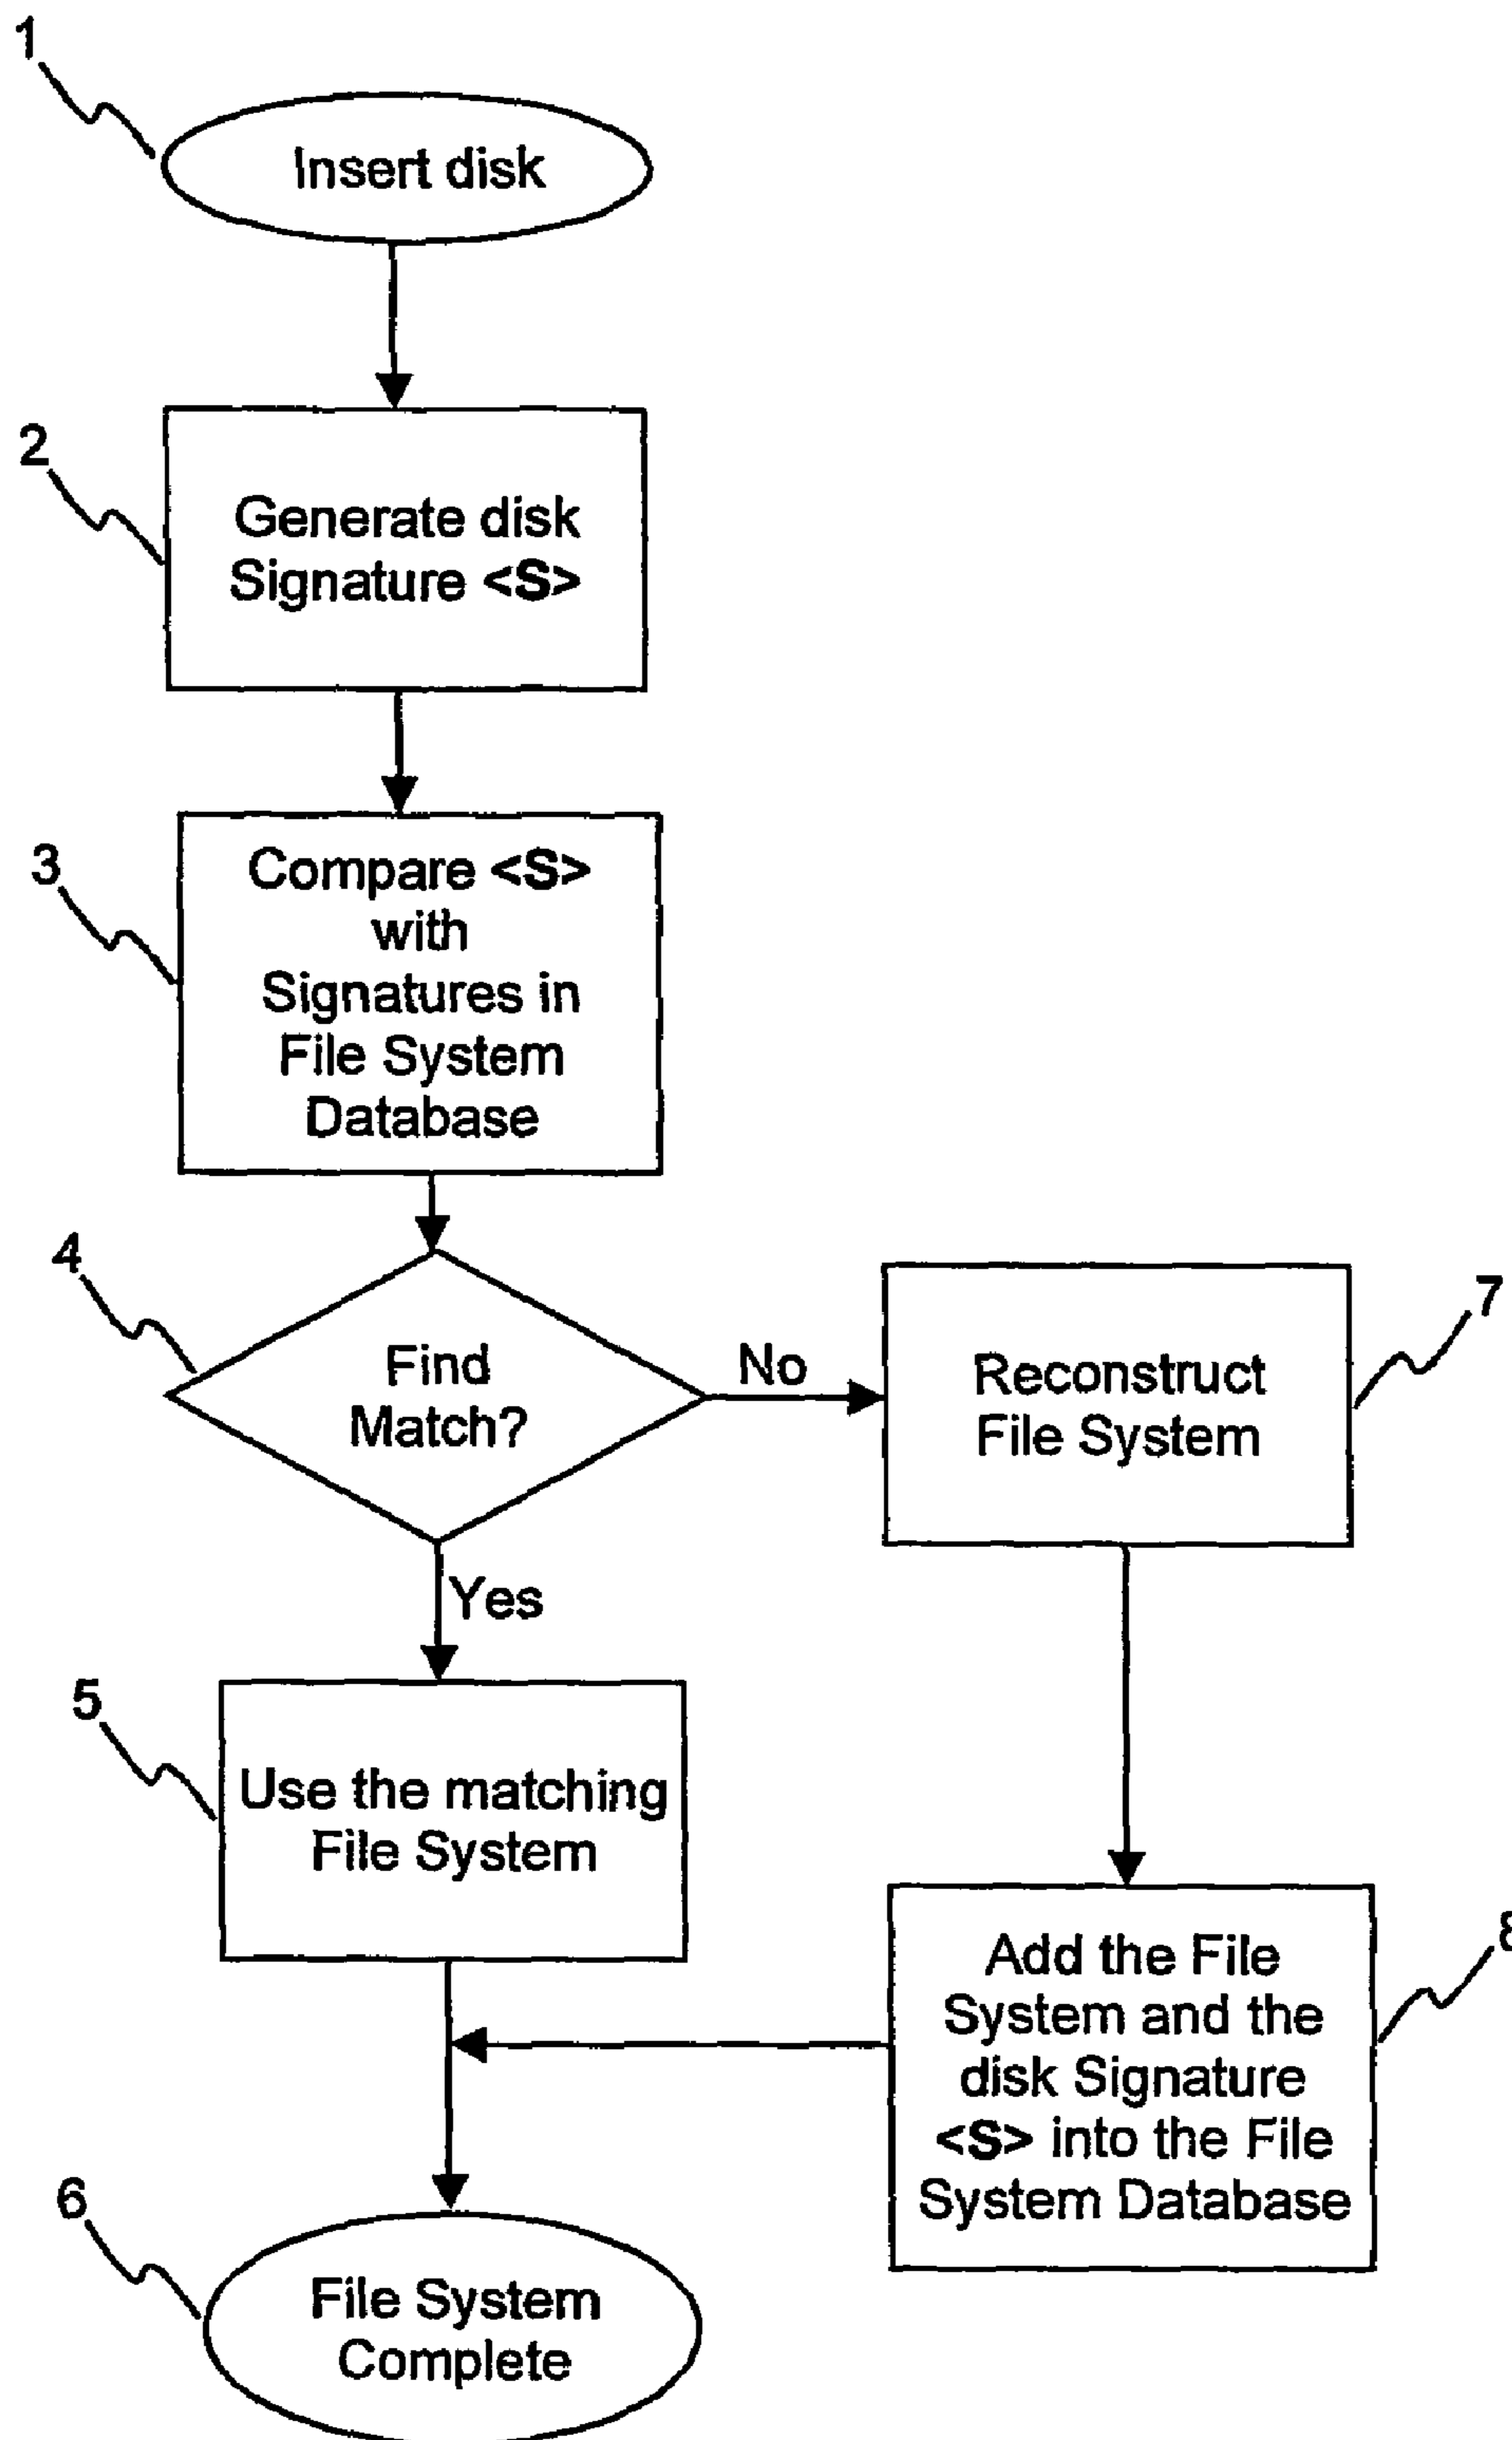 1
Insert disk
2
Generate disk
Signature <S>
3
Compare <S>
with
Signatures in
File System
Database
4
Find
Match?
No
7
Reconstruct
File System
Yes
5
Use the matching
File System
8
Add the File
System and the
disk Signature
<S> into the File
System Database
6
File System
Complete